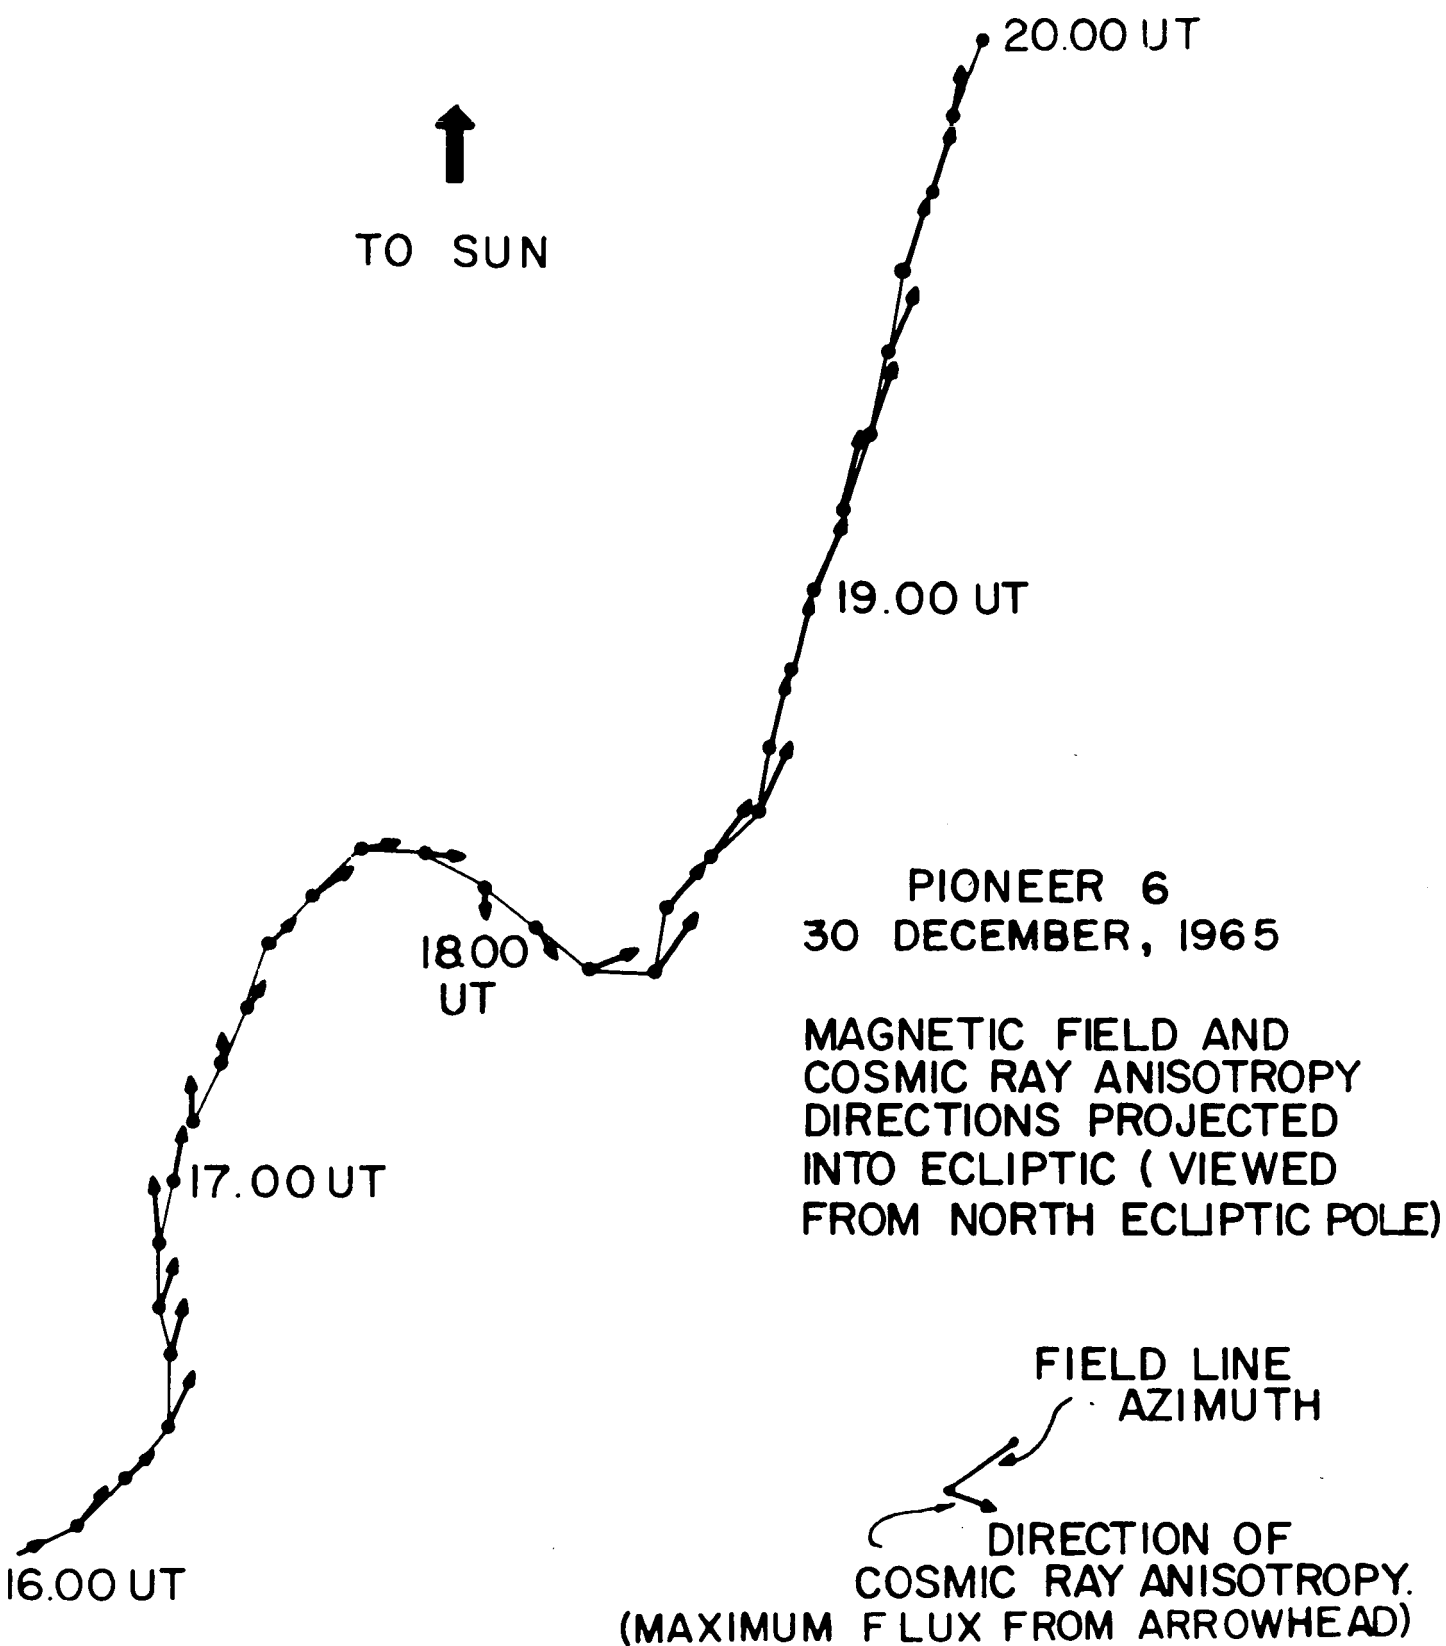 20.00 UT
TO SUN
19.00 UT
PIONEER 6
30 DECEMBER, 1965
18.00
UT
MAGNETIC FIELD AND
COSMIC RAY ANISOTROPY
DIRECTIONS PROJECTED
INTO ECLIPTIC (VIEWED
FROM NORTH ECLIPTIC POLE)
17.00 UT
FIELD LINE
AZIMUTH
DIRECTION OF
COSMIC RAY ANISOTROPY.
(MAXIMUM FLUX FROM ARROWHEAD)
16.00 UT